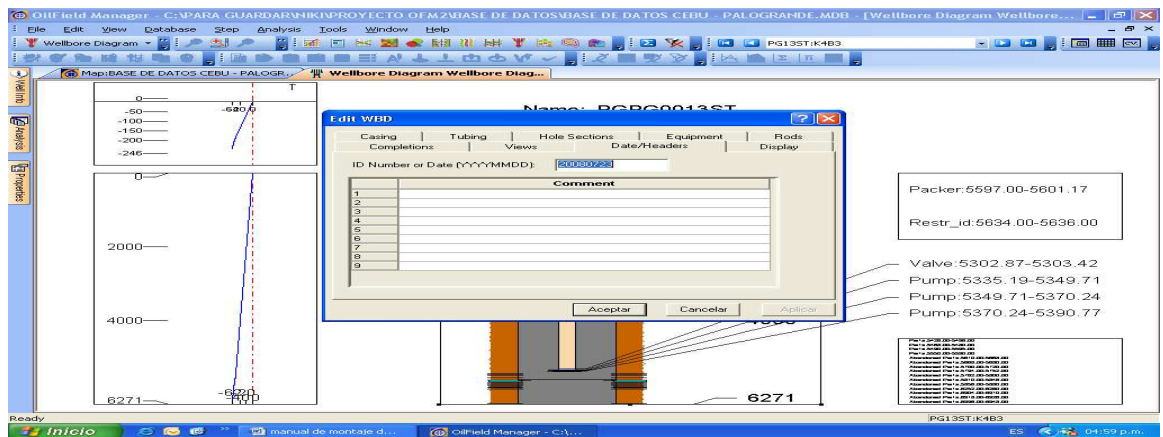 OilField Manager - C:\PARA GUARDAR\NIKI\PROYECTO OFM2\BASE DE DATOS\BASE DE DATOS CEBU - PALOGRANDE.MDB - [Wellbore Diagram Wellbore...
File Edit View Database Step Analysis Tools Window Help
Wellbore Diagram
PG13ST:K4B3
Map:BASE DE DATOS CEBU - PALOGR...
Wellbore Diagram Wellbore Diag...
Well Info
Analysis
Properties
T
0
-50
-100
-150
-200
-246
0
2000
4000
6271
Name: PGPG0013ST
Edit WBD
Casing Tubing Hole Sections Equipment Rods
Completions Views Date/Headers Display
ID Number or Date (YYYYMMDD): 20080723
Comment
1
2
3
4
5
6
7
8
9
Aceptar Cancelar Aplicar
4000
6271
Packer:5597.00-5601.17
Restr_id:5634.00-5636.00
Valve:5302.87-5303.42
Pump:5335.19-5349.71
Pump:5349.71-5370.24
Pump:5370.24-5390.77
Ready
PG13ST:K4B3
Inicio
manual de montaje d...
OilField Manager - C:\...
ES
04:59 p.m.